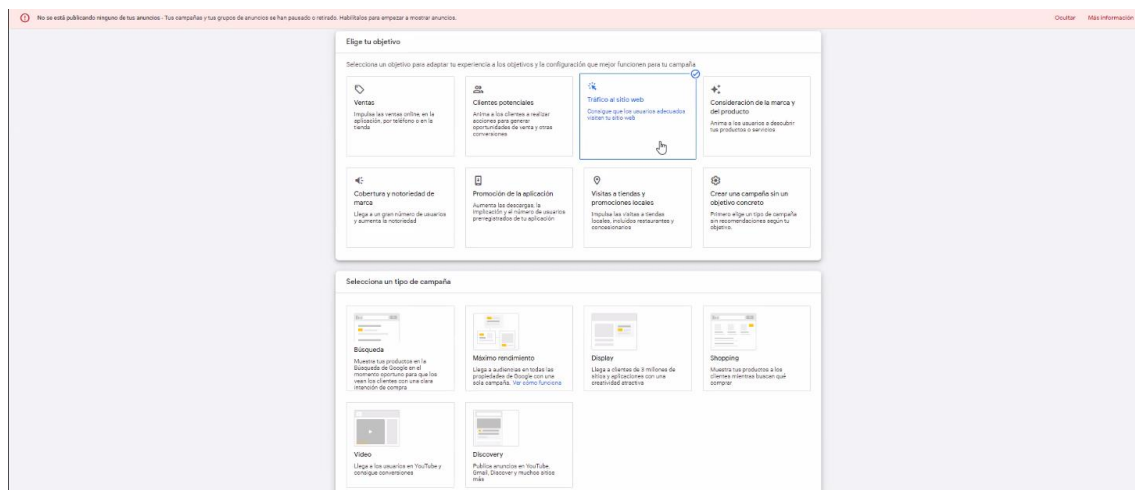 No se está publicando ninguno de tus anuncios - Tus campañas y tus grupos de anuncios se han pausado o retirado. Habilítalos para empezar a mostrar anuncios.
Ocultar Más información
Elige tu objetivo
Selecciona un objetivo para adaptar tu experiencia a los objetivos y la configuración que mejor funcionen para tu campaña
Ventas
Impulsa las ventas online, en la
aplicación, por teléfono o en la
tienda
Clientes potenciales
Anima a los clientes a realizar
acciones para generar
oportunidades de venta y otras
conversiones
Tráfico al sitio web
Consigue que los usuarios adecuados
visiten tu sitio web
Consideración de la marca y
del producto
Anima a los usuarios a descubrir
tus productos o servicios
Cobertura y notoriedad de
marca
Llega a un gran número de usuarios
y aumenta la notoriedad
Promoción de la aplicación
Aumenta las descargas, la
implicación y el número de usuarios
prerregistrados de tu aplicación
Visitas a tiendas y
promociones locales
Impulsa las visitas a tiendas
locales, incluidos restaurantes y
concesionarios
Crear una campaña sin un
objetivo concreto
Primero elige un tipo de campaña
sin recomendaciones según tu
objetivo.
Selecciona un tipo de campaña
Búsqueda
Muestra tus productos en la
Búsqueda de Google en el
momento oportuno para que los
vean los clientes con una clara
intención de compra
Máximo rendimiento
Llega a audiencias en todas las
propiedades de Google con una
sola campaña. Ver cómo funciona
Display
Llega a clientes de 3 millones de
sitios y aplicaciones con una
creatividad atractiva
Shopping
Muestra tus productos a los
clientes mientras buscan qué
comprar
Vídeo
Llega a los usuarios en YouTube y
consigue conversiones
Discovery
Publica anuncios en YouTube,
Gmail, Discover y muchos sitios
más